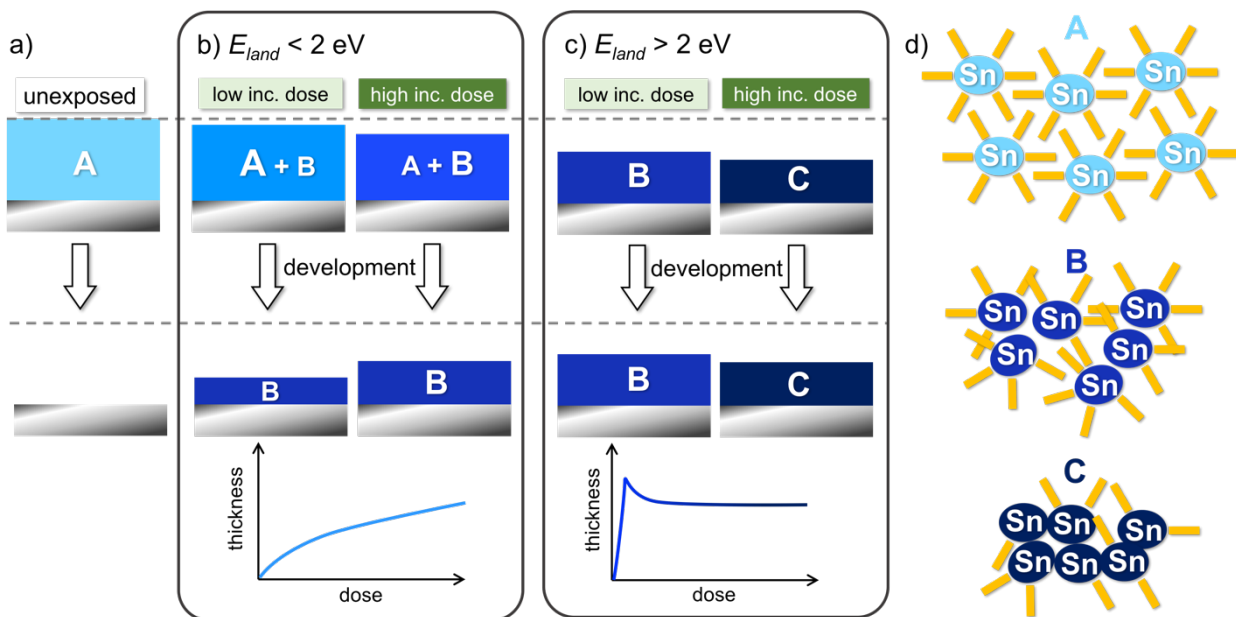 a)
unexposed
A
b) E_land < 2 eV
low inc. dose
high inc. dose
A + B
A + B
development
B
B
thickness
dose
c) E_land > 2 eV
low inc. dose
high inc. dose
B
C
development
B
C
thickness
dose
d)
A
Sn
Sn
Sn
Sn
Sn
Sn
B
Sn
Sn
Sn
Sn
Sn
Sn
C
Sn
Sn
Sn
Sn
Sn
Sn